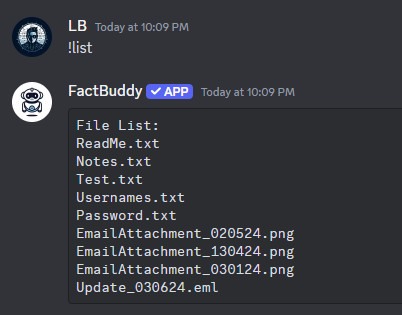 LB Today at 10:09 PM
!list
FactBuddy ✓ APP Today at 10:09 PM
File List:
ReadMe.txt
Notes.txt
Test.txt
Usernames.txt
Password.txt
EmailAttachment_020524.png
EmailAttachment_130424.png
EmailAttachment_030124.png
Update_030624.eml